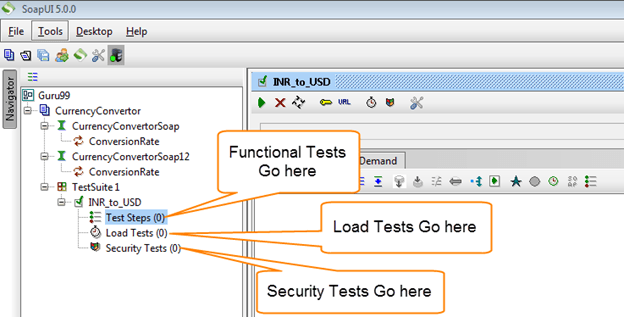 SoapUI 5.0.0
File Tools Desktop Help
Navigator
INR_to_USD
URL
Guru99
CurrencyConvertor
CurrencyConvertorSoap
ConversionRate
CurrencyConvertorSoap12
ConversionRate
TestSuite 1
INR_to_USD
Test Steps (0)
Load Tests (0)
Security Tests (0)
Functional Tests
Go here
Demand
Load Tests Go here
Security Tests Go here